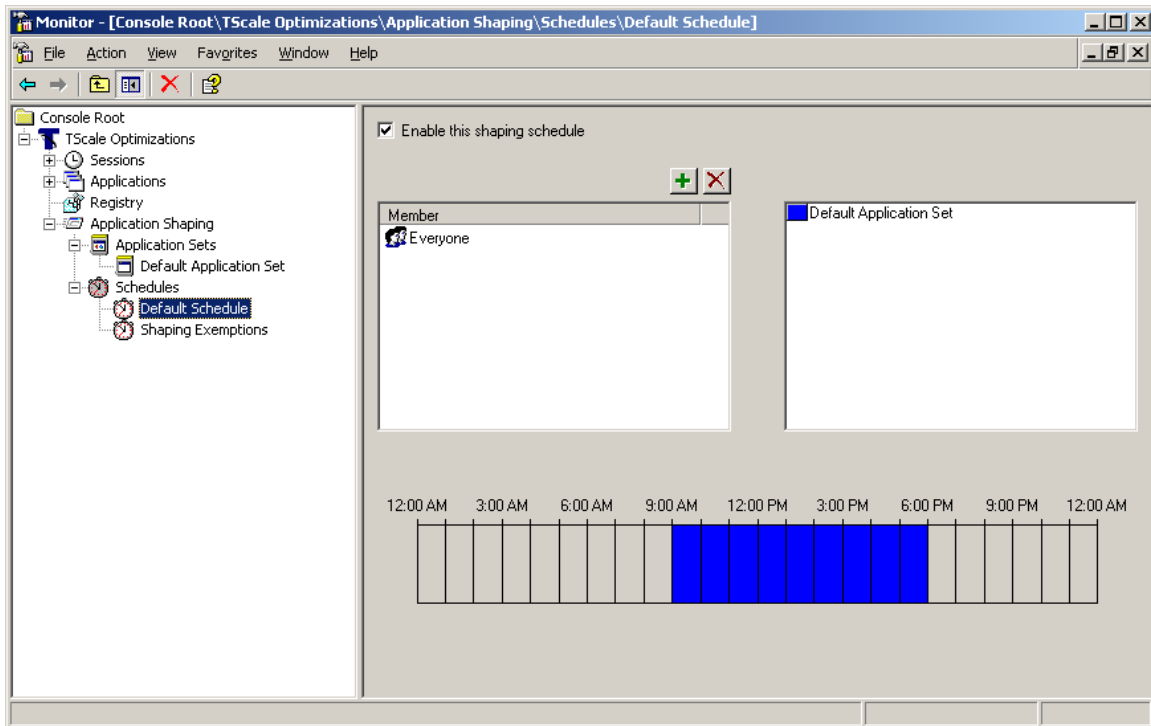 Monitor - [Console Root\TScale Optimizations\Application Shaping\Schedules\Default Schedule]
File Action View Favorites Window Help
Console Root
TScale Optimizations
Sessions
Applications
Registry
Application Shaping
Application Sets
Default Application Set
Schedules
Default Schedule
Shaping Exemptions
Enable this shaping schedule
Member
Everyone
Default Application Set
12:00 AM 3:00 AM 6:00 AM 9:00 AM 12:00 PM 3:00 PM 6:00 PM 9:00 PM 12:00 AM